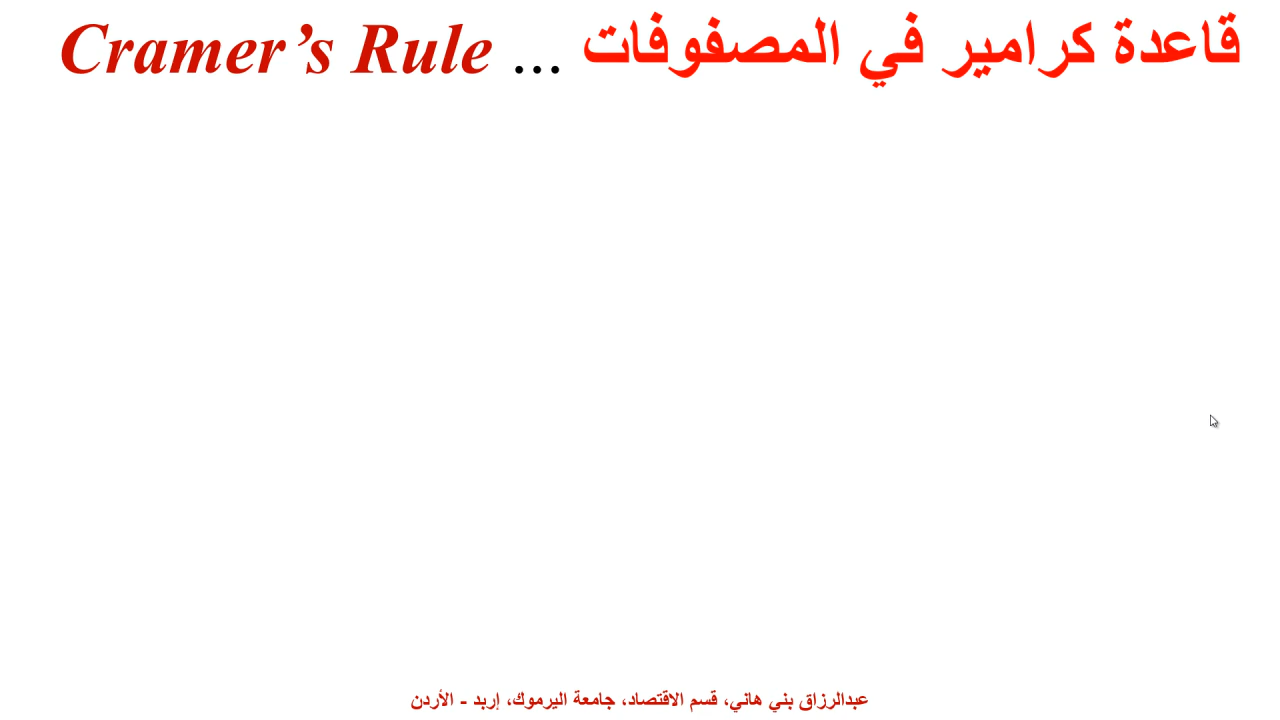 قاعدة كرامير في المصفوفات ... Cramer’s Rule
عبدالرزاق بني هاني، قسم الاقتصاد، جامعة اليرموك، إربد - الأردن